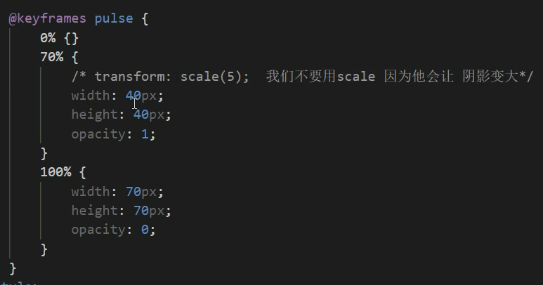 @keyframes pulse {
0% {}
70% {
/* transform: scale(5);  我们不要用scale 因为他会让 阴影变大*/
width: 40px;
height: 40px;
opacity: 1;
}
100% {
width: 70px;
height: 70px;
opacity: 0;
}
}